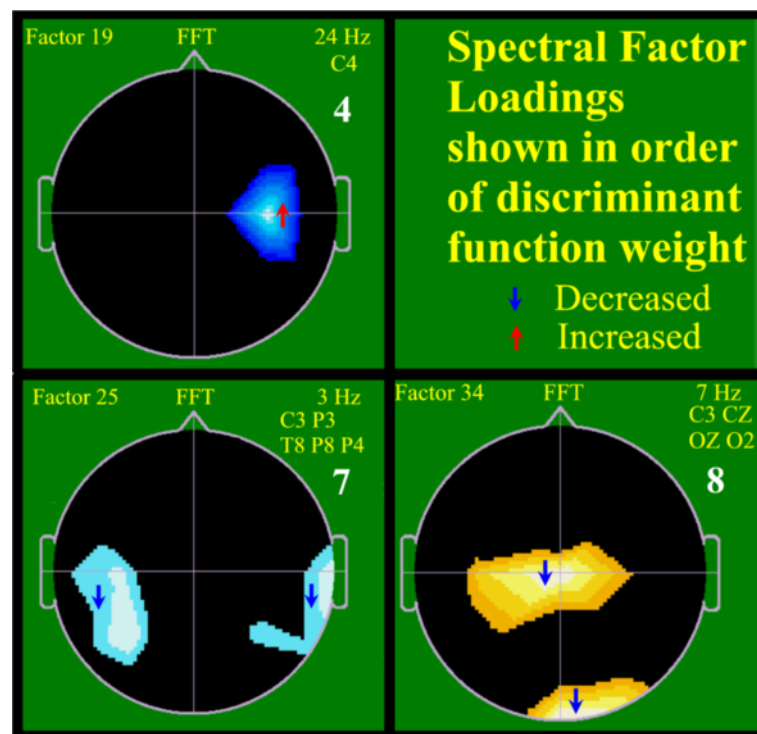 Factor 19 FFT 24 Hz
C4
4
Spectral Factor
Loadings
shown in order
of discriminant
function weight
Decreased
Increased
Factor 25 FFT 3 Hz
C3 P3
T8 P8 P4
7
Factor 34 FFT 7 Hz
C3 CZ
OZ O2
8